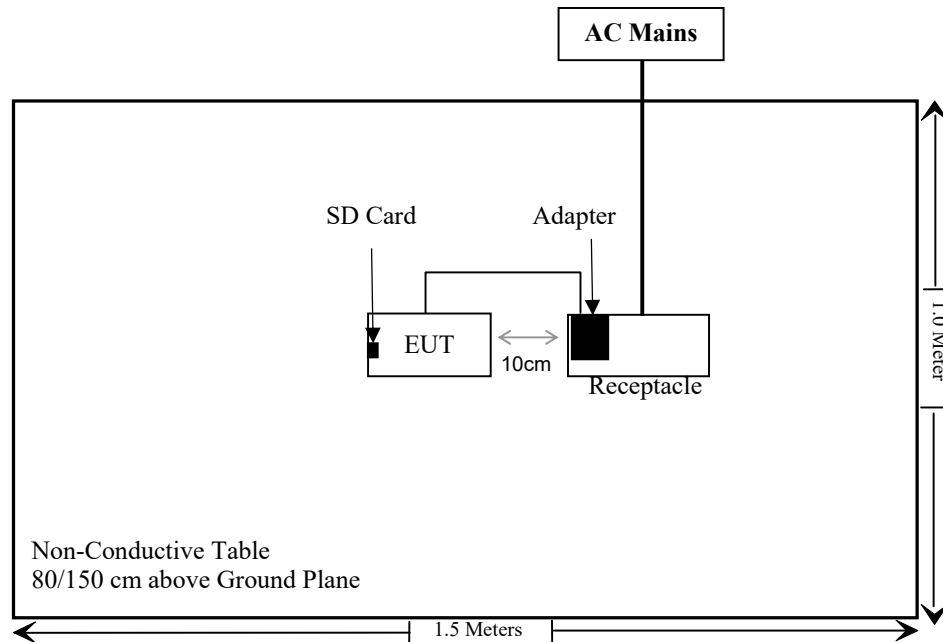 AC Mains
SD Card
Adapter
EUT
10cm
Receptacle
1.0 Meter
Non-Conductive Table
80/150 cm above Ground Plane
1.5 Meters